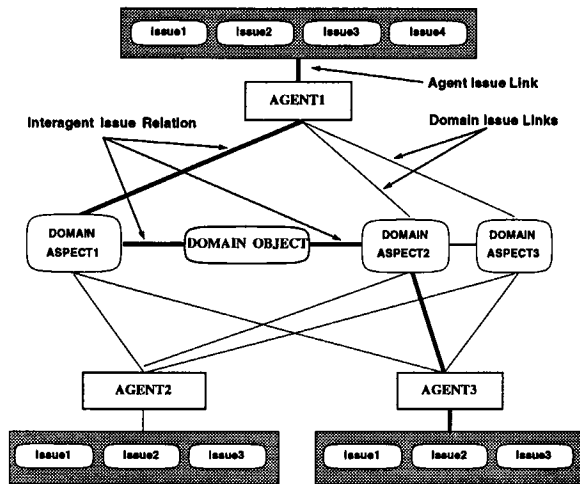 Issue1 Issue2 Issue3 Issue4
Agent Issue Link
AGENT1
Interagent Issue Relation
Domain Issue Links
DOMAIN
ASPECT1
DOMAIN OBJECT
DOMAIN
ASPECT2
DOMAIN
ASPECT3
AGENT2
AGENT3
Issue1 Issue2 Issue3
Issue1 Issue2 Issue3